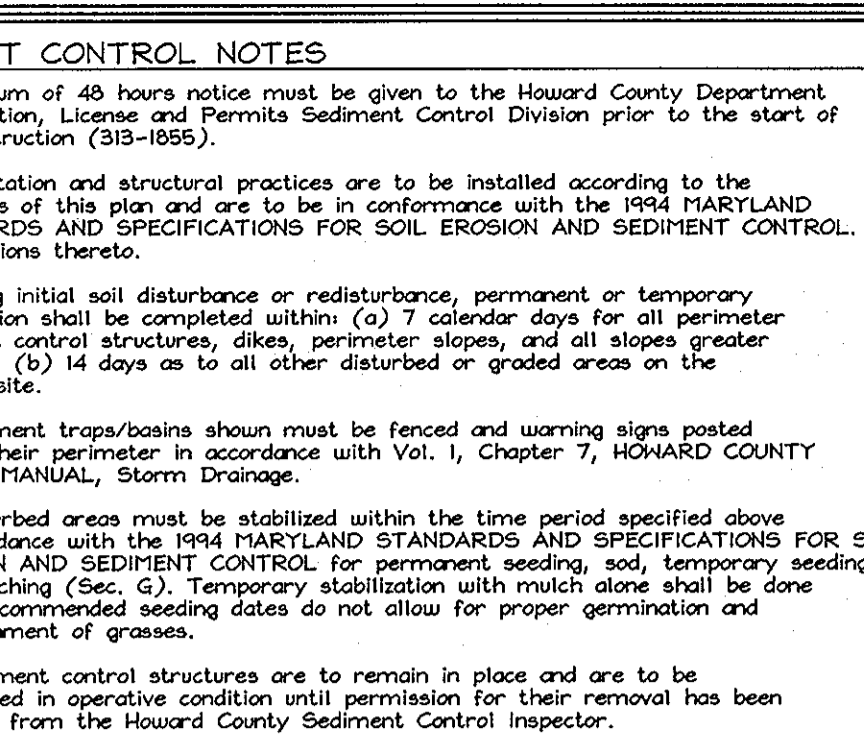 T CONTROL NOTES
um of 48 hours notice must be given to the Howard County Department
tion, License and Permits Sediment Control Division prior to the start of
ruction (313-1855).
tation and structural practices are to be installed according to the
s of this plan and are to be in conformance with the 1994 MARYLAND
RDS AND SPECIFICATIONS FOR SOIL EROSION AND SEDIMENT CONTROL.
ions thereto.
g initial soil disturbance or redisturbance, permanent or temporary
ion shall be completed within: (a) 7 calendar days for all perimeter
control structures, dikes, perimeter slopes, and all slopes greater
(b) 14 days as to all other disturbed or graded areas on the
site.
ment traps/basins shown must be fenced and warning signs posted
heir perimeter in accordance with Vol. 1, Chapter 7, HOWARD COUNTY
MANUAL, Storm Drainage.
rbed areas must be stabilized within the time period specified above
dance with the 1994 MARYLAND STANDARDS AND SPECIFICATIONS FOR S
N AND SEDIMENT CONTROL for permanent seeding, sod, temporary seeding
ching (Sec. G). Temporary stabilization with mulch alone shall be done
commended seeding dates do not allow for proper germination and
ment of grasses.
ment control structures are to remain in place and are to be
ed in operative condition until permission for their removal has been
from the Howard County Sediment Control Inspector.